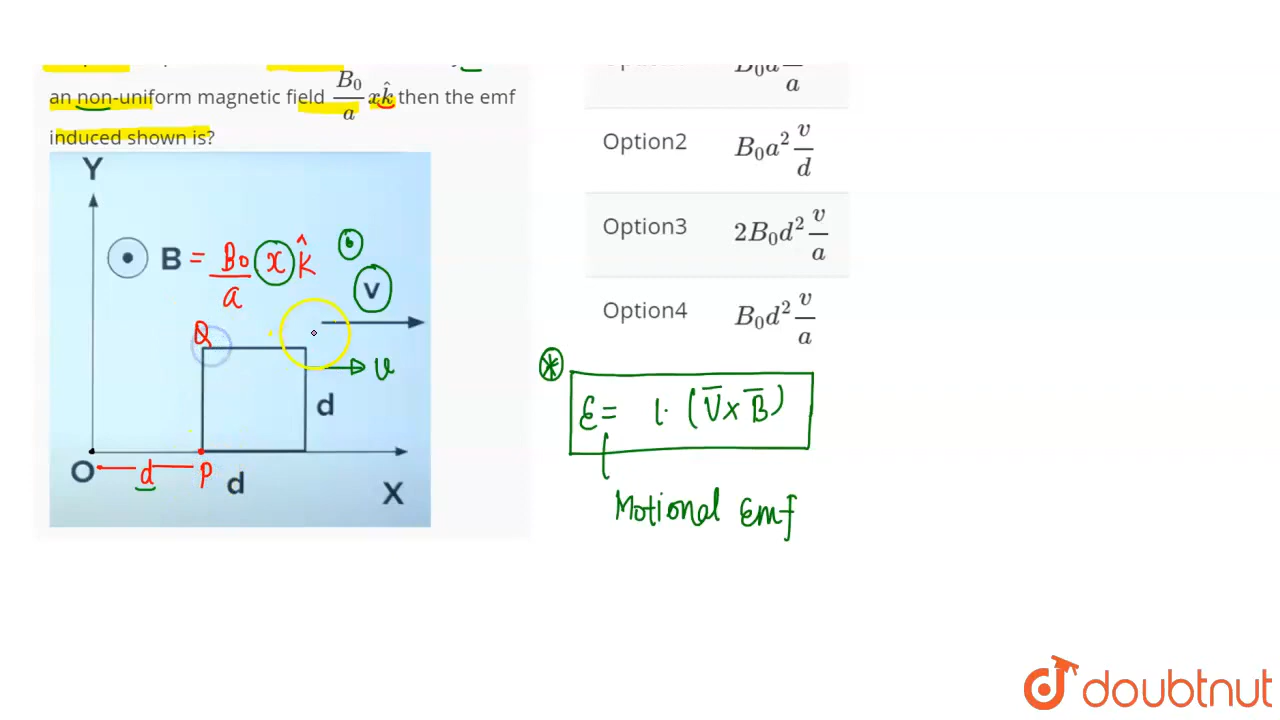 an non-uniform magnetic field B₀/a xk̂ then the emf
induced shown is?
Y
B = B₀/a x k̂
v
Q
v
d
O
d
P
d
X
B₀d v/a
Option2 B₀a² v/d
Option3 2B₀d² v/a
Option4 B₀d² v/a
ε = l·(V̄ × B̄)
Motional Emf
doubtnut